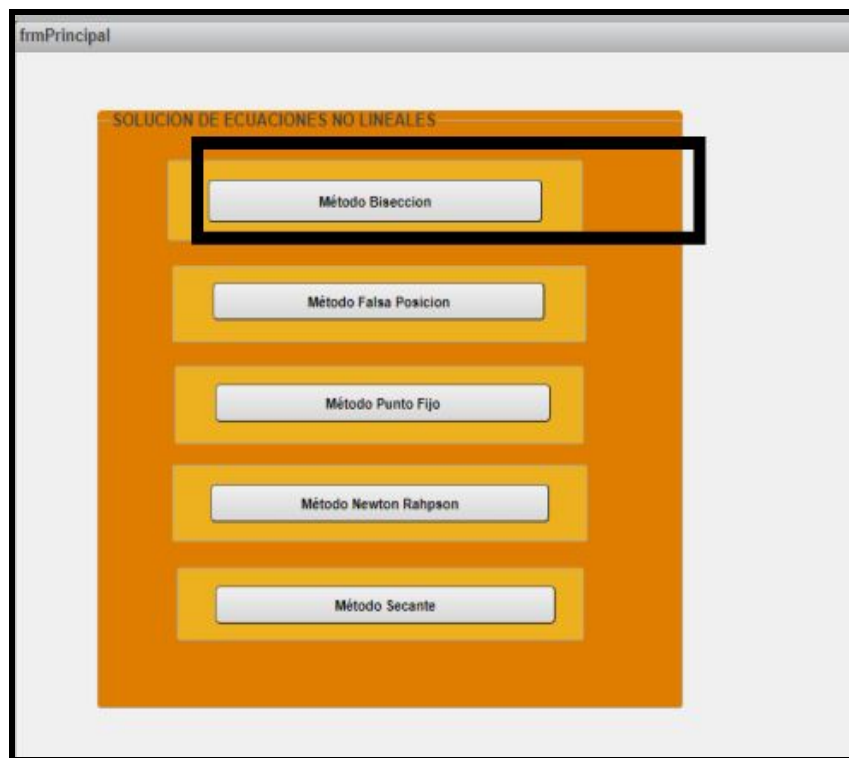 frmPrincipal
SOLUCION DE ECUACIONES NO LINEALES
Método Biseccion
Método Falsa Posicion
Método Punto Fijo
Método Newton Rahpson
Método Secante